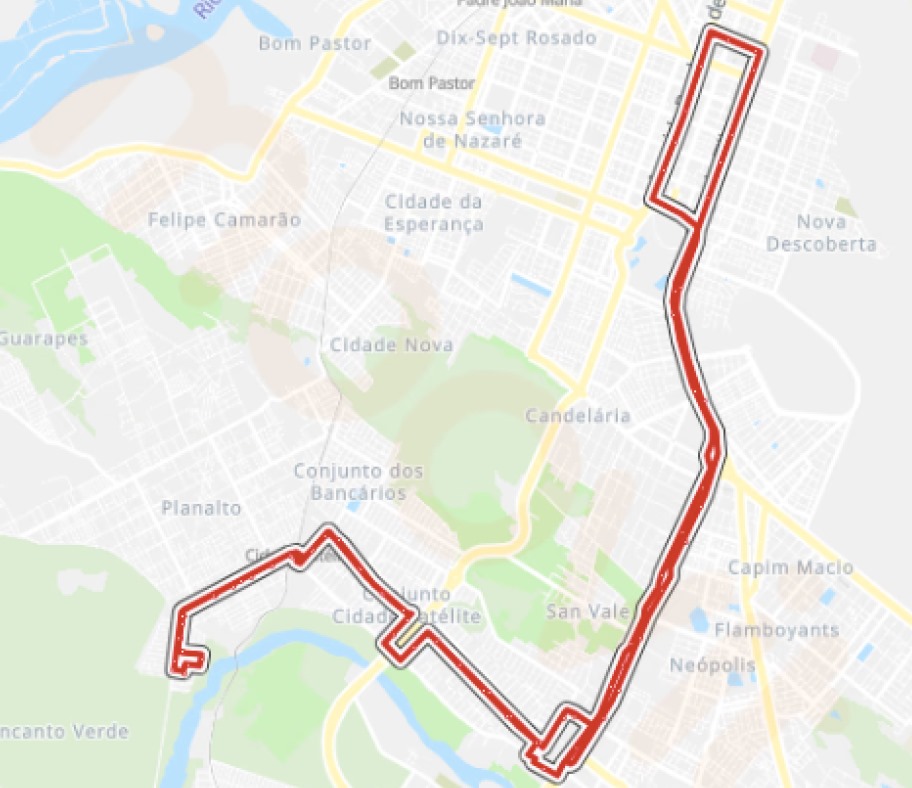 Padre João Maria
de
Bom Pastor
Dix-Sept Rosado
Bom Pastor
Nossa Senhora
de Nazaré
Cidade da
Esperança
Felipe Camarão
Nova
Descoberta
Guarapes
Cidade Nova
Candelária
Conjunto dos
Bancários
Planalto
Capim Macio
Conjunto
Cidade Satélite
San Vale
Flamboyants
Neópolis
ncanto Verde